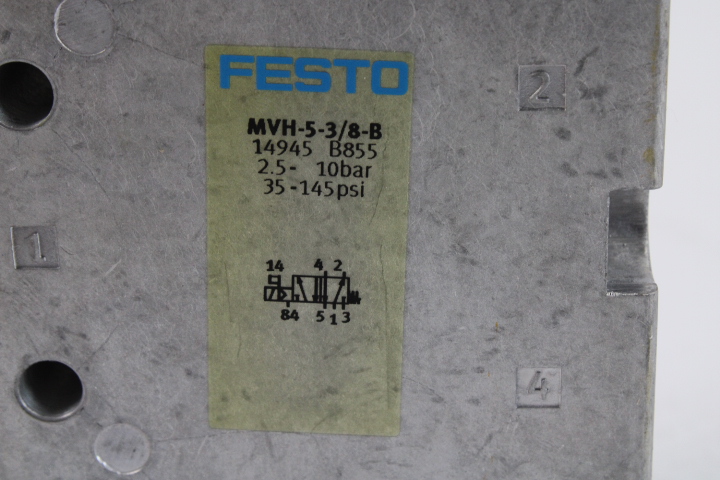 FESTO
MVH-5-3/8-B
14945 B855
2.5- 10bar
35-145psi
14 4 2
84 5 1 3
2
1
4